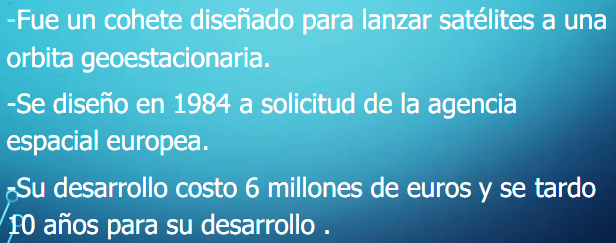 -Fue un cohete diseñado para lanzar satélites a una
orbita geoestacionaria.
-Se diseño en 1984 a solicitud de la agencia
espacial europea.
-Su desarrollo costo 6 millones de euros y se tardo
10 años para su desarrollo .